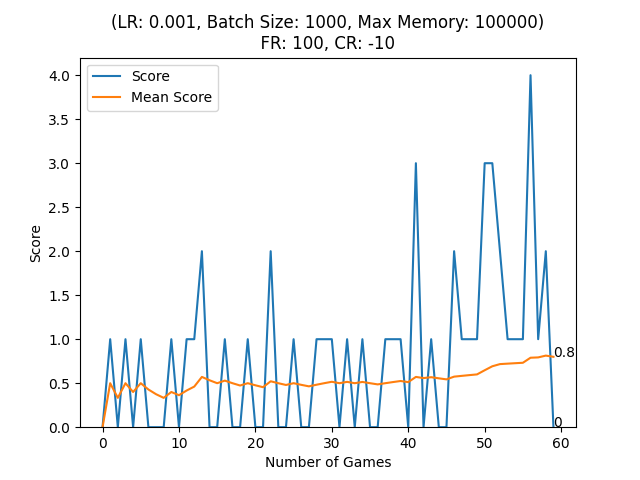 (LR: 0.001, Batch Size: 1000, Max Memory: 100000)
FR: 100, CR: -10
Score
Mean Score
4.0
3.5
3.0
2.5
2.0
1.5
1.0
0.5
0.0
Score
0.8
0
0 10 20 30 40 50 60
Number of Games